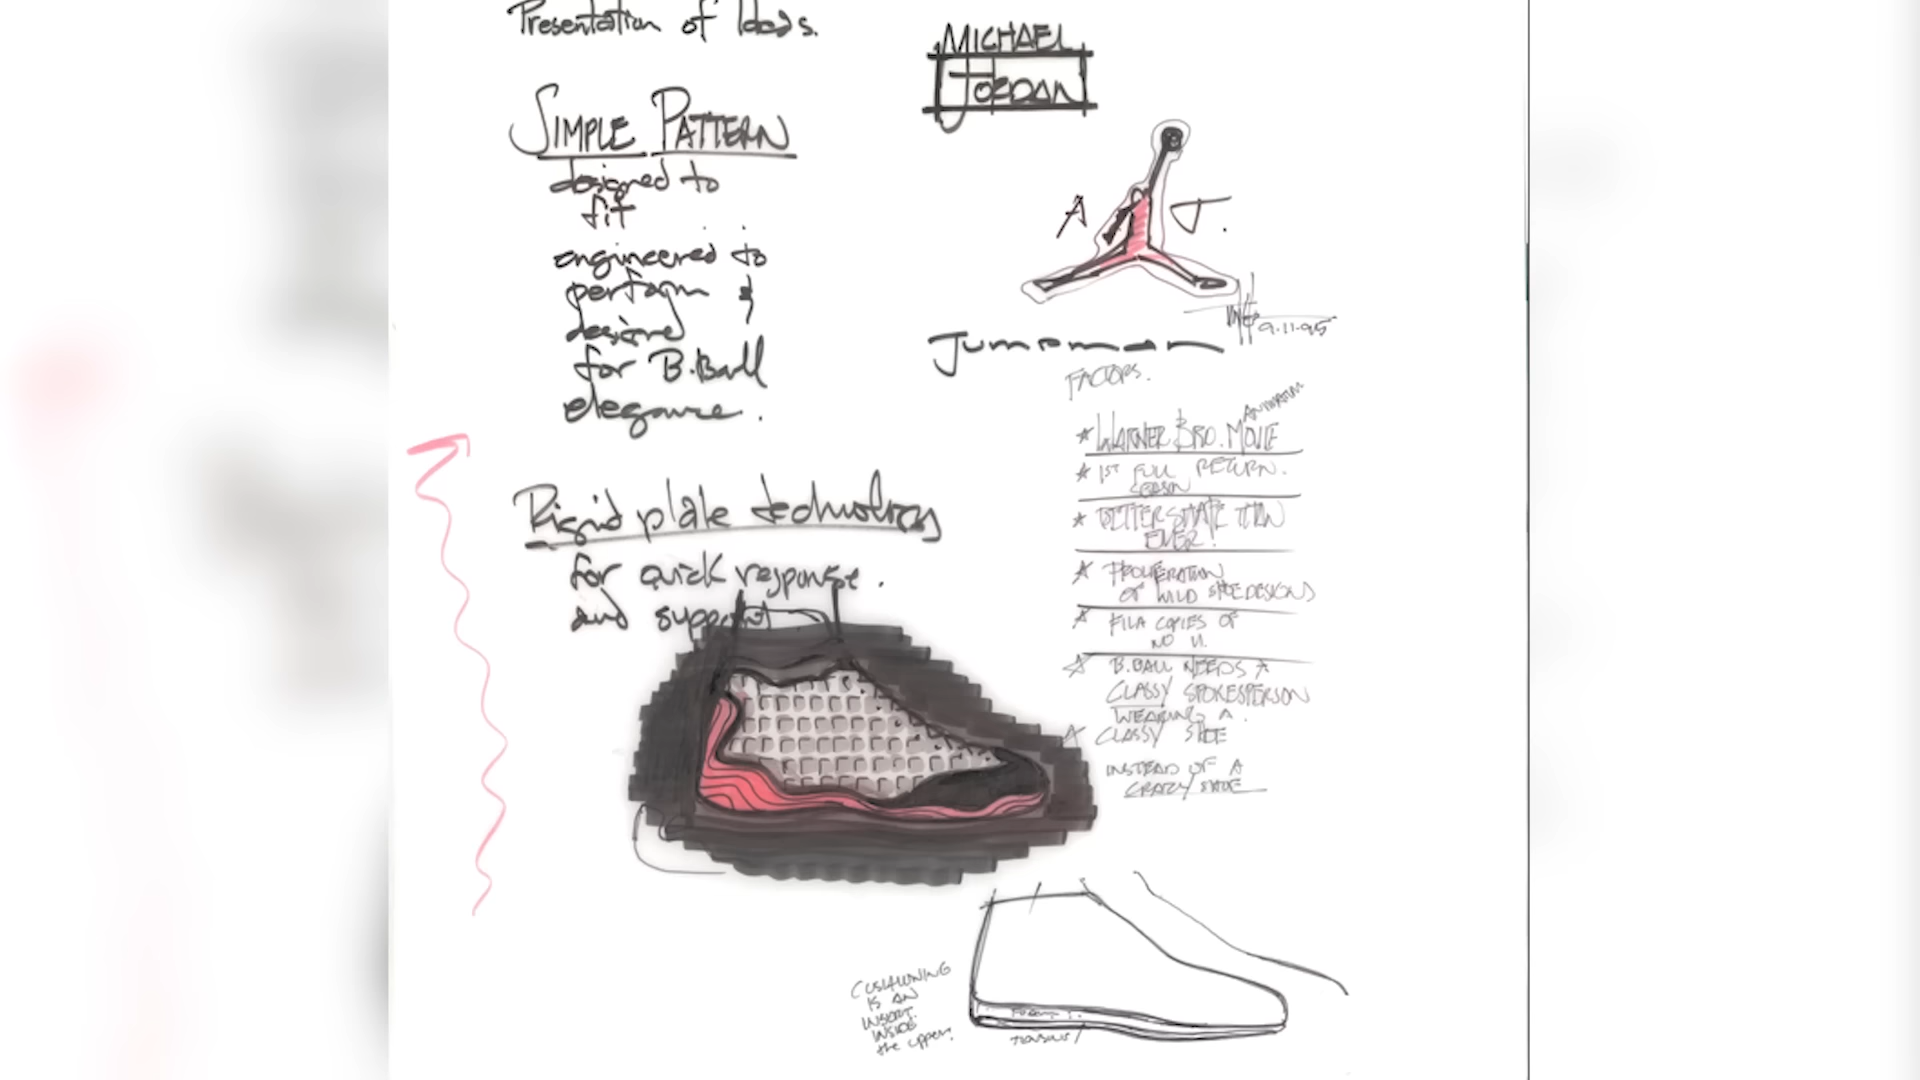 Presentation of Ideas.
SIMPLE PATTERN
designed to
fit
engineered to
perform &
designed
for B.Ball
elegance.
Rigid plate technology
for quick response.
and support
MICHAEL
JORDAN
A J.
9.11.95
Jumpman
FACTORS.
ANIMATION
* WARNER BRO. MOVIE
* 1ST FULL RETURN.
SEASON
* BETTER SHAPE THAN
EVER!
* PROLIFERATION
OF WILD SHOE DESIGNS
* FILA COPIES OF
NO 11.
* B.BALL NEEDS A
CLASSY SPOKESPERSON
WEARING A.
* CLASSY SHOE
INSTEAD OF A
CRAZY SHOE
CUSHIONING
IS AN
INSERT.
INSIDE
the upper.